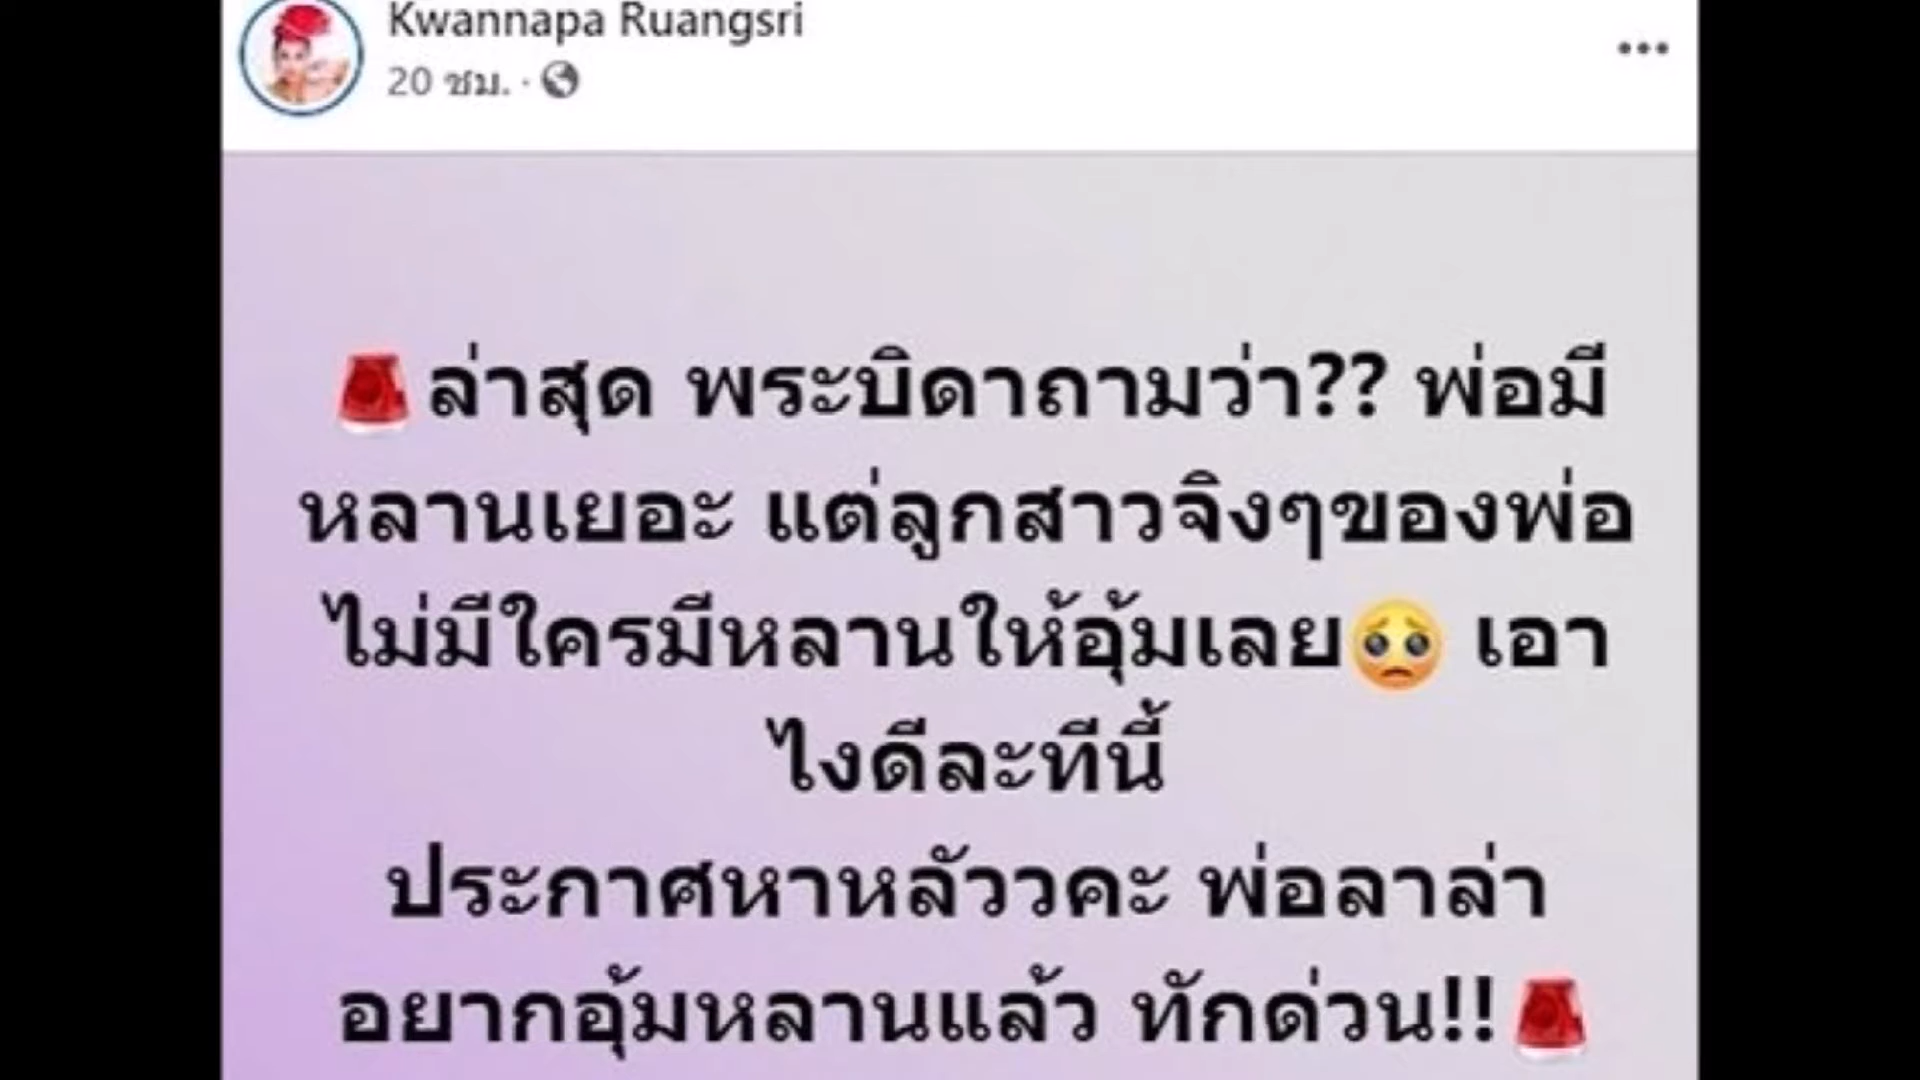 Kwannapa Ruangsri
20 ชม. ·
🚨ล่าสุด พระบิดาถามว่า?? พ่อมี
หลานเยอะ แต่ลูกสาวจิงๆของพ่อ
ไม่มีใครมีหลานให้อุ้มเลย🥺 เอา
ไงดีละทีนี้
ประกาศหาหลัววคะ พ่อลาล่า
อยากอุ้มหลานแล้ว ทักด่วน!!🚨